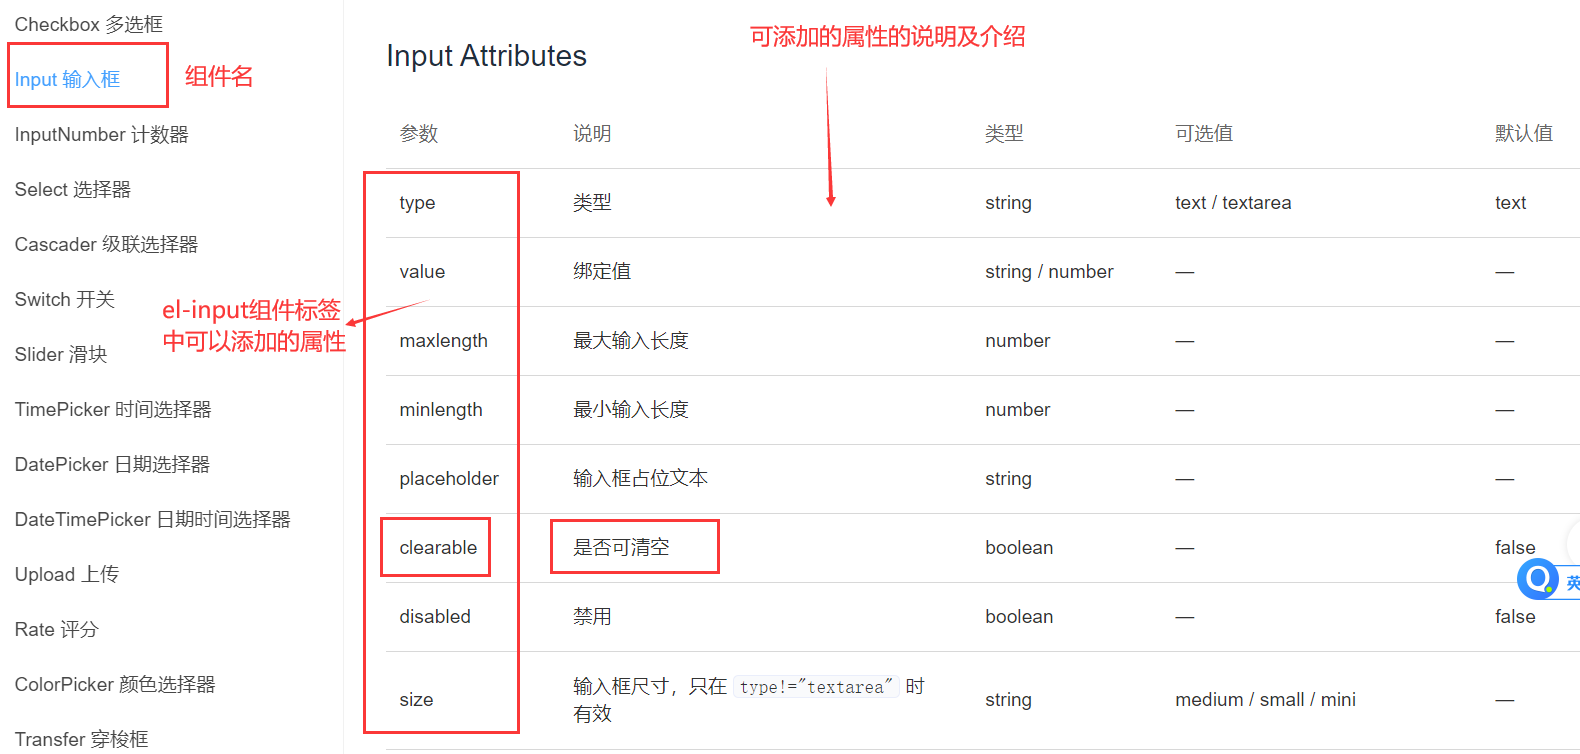 Checkbox 多选框
Input 输入框
组件名
InputNumber 计数器
Select 选择器
Cascader 级联选择器
Switch 开关
Slider 滑块
TimePicker 时间选择器
DatePicker 日期选择器
DateTimePicker 日期时间选择器
Upload 上传
Rate 评分
ColorPicker 颜色选择器
Transfer 穿梭框
el-input组件标签
中可以添加的属性
可添加的属性的说明及介绍
Input Attributes
参数 说明 类型 可选值 默认值
type 类型 string text / textarea text
value 绑定值 string / number — —
maxlength 最大输入长度 number — —
minlength 最小输入长度 number — —
placeholder 输入框占位文本 string — —
clearable 是否可清空 boolean — false
disabled 禁用 boolean — false
size 输入框尺寸，只在 type!="textarea" 时 string medium / small / mini —
有效
英